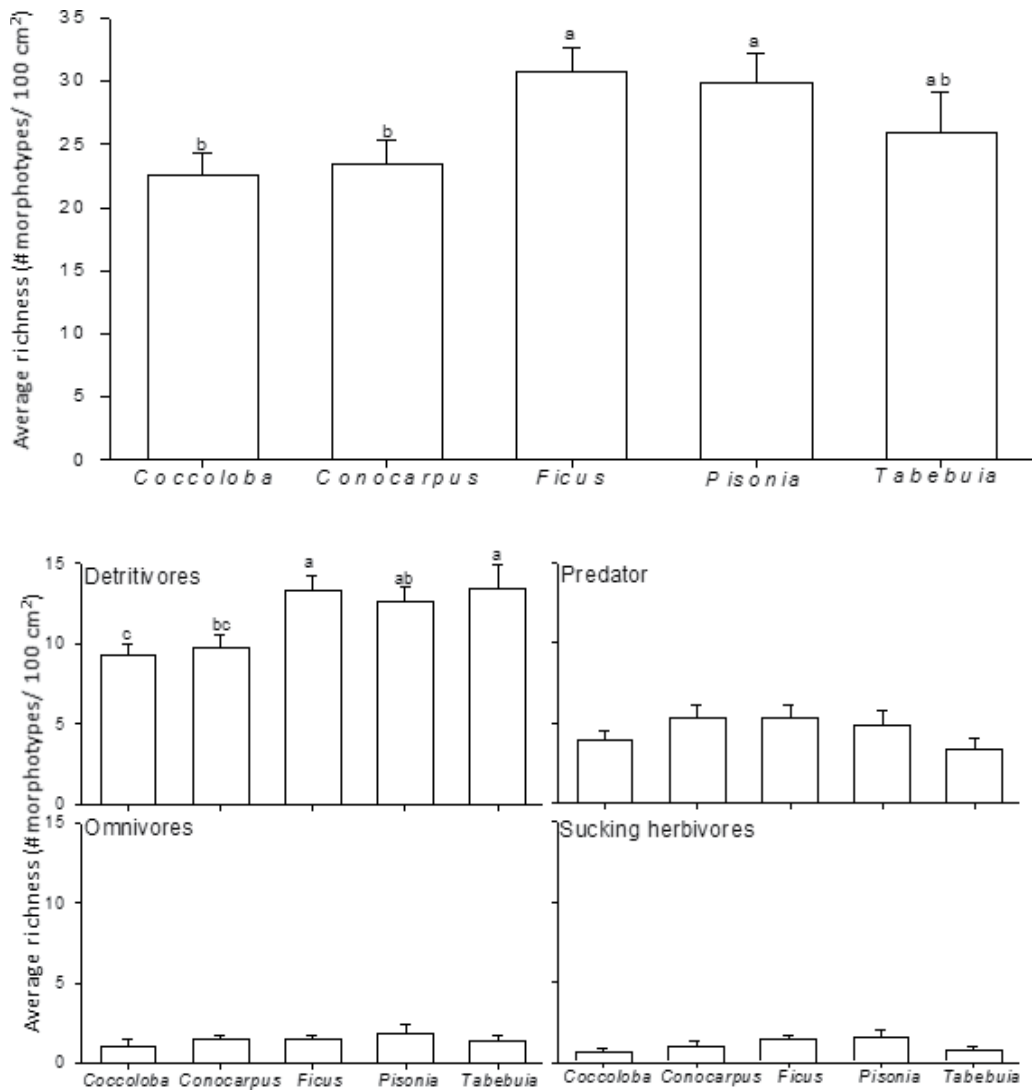 Average richness (#morphotypes/ 100 cm²)
35
30
25
20
15
10
5
0
b
b
a
a
ab
Coccoloba
Conocarpus
Ficus
Pisonia
Tabebuia
Average richness (#morphotypes/ 100 cm²)
Detritivores
15
10
5
0
c
bc
a
ab
a
Predator
Omnivores
15
10
5
0
Coccoloba
Conocarpus
Ficus
Pisonia
Tabebuia
Sucking herbivores
Coccoloba
Conocarpus
Ficus
Pisonia
Tabebuia